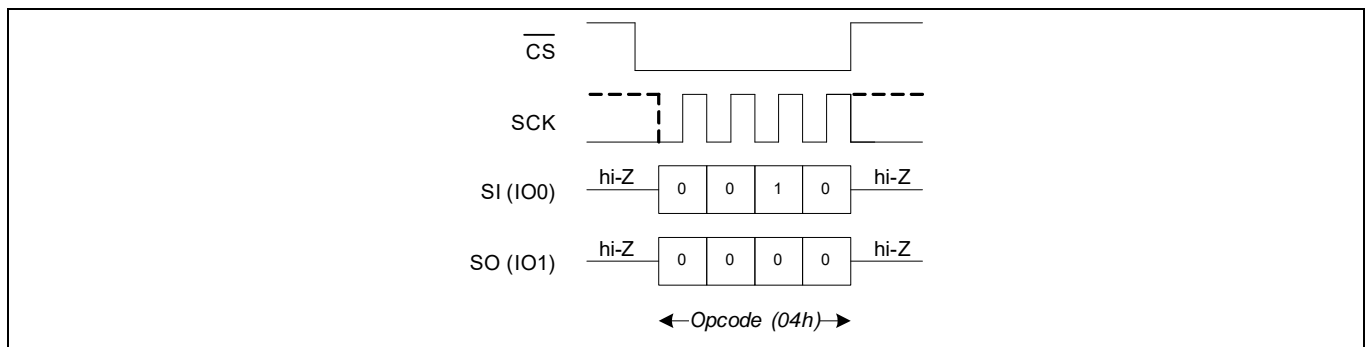 CS
SCK
hi-Z 0 0 1 0 hi-Z
SI (IO0)
hi-Z 0 0 0 0 hi-Z
SO (IO1)
Opcode (04h)